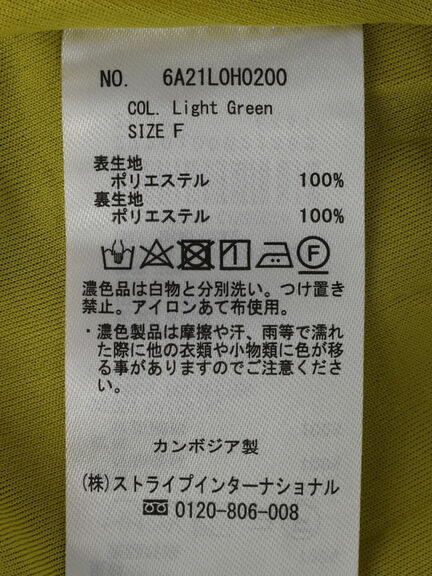 NO. 6A21L0H0200
COL. Light Green
SIZE F
表生地
ポリエステル 100%
裏生地
ポリエステル 100%
濃色品は白物と分別洗い。つけ置き
禁止。アイロンあて布使用。
・濃色製品は摩擦や汗、雨等で濡れ
た際に他の衣類や小物類に色が移
る事がありますのでご注意くださ
い。
カンボジア製
(株)ストライプインターナショナル
0120-806-008